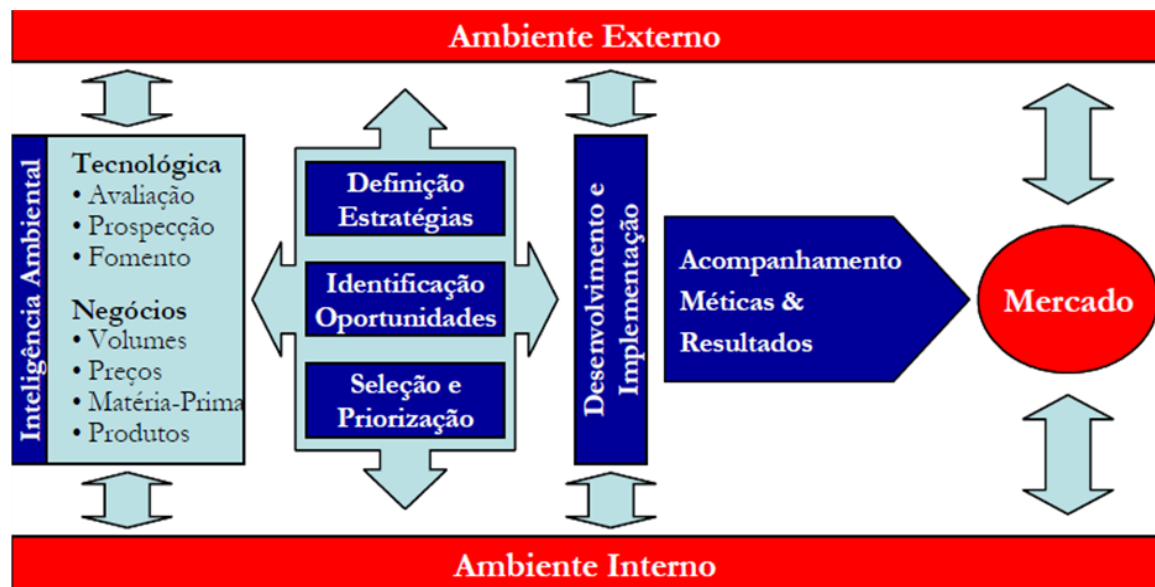 Ambiente Externo
Inteligência Ambiental
Tecnológica
• Avaliação
• Prospecção
• Fomento
Negócios
• Volumes
• Preços
• Matéria-Prima
• Produtos
Definição
Estratégias
Identificação
Oportunidades
Seleção e
Priorização
Desenvolvimento e
Implementação
Acompanhamento
Méticas &
Resultados
Mercado
Ambiente Interno